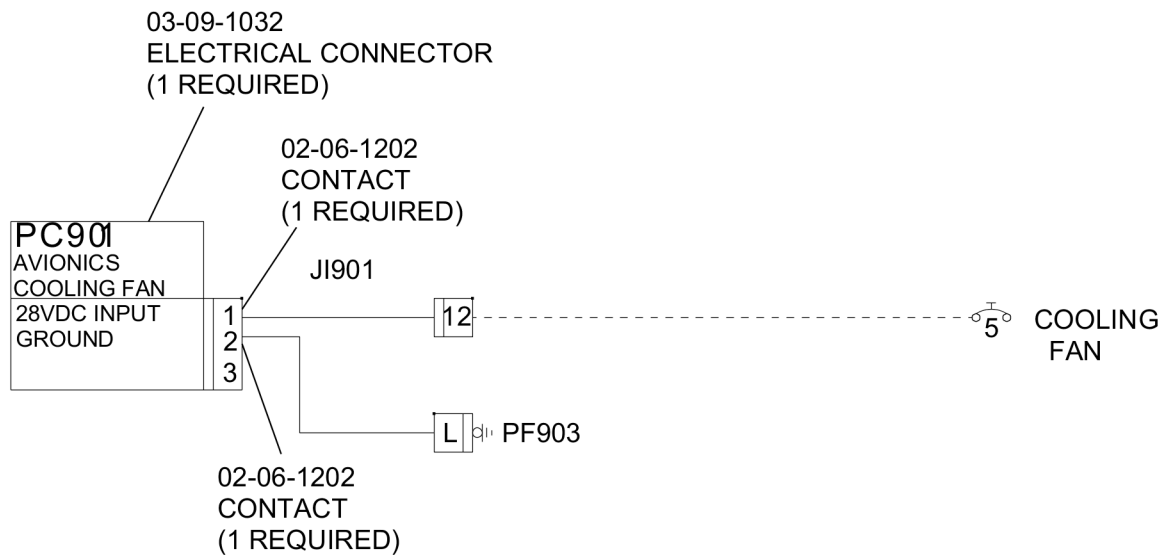 03-09-1032
ELECTRICAL CONNECTOR
(1 REQUIRED)
02-06-1202
CONTACT
(1 REQUIRED)
PC901
AVIONICS
COOLING FAN
JI901
28VDC INPUT
GROUND
1
2
3
12
5
COOLING
FAN
L
PF903
02-06-1202
CONTACT
(1 REQUIRED)